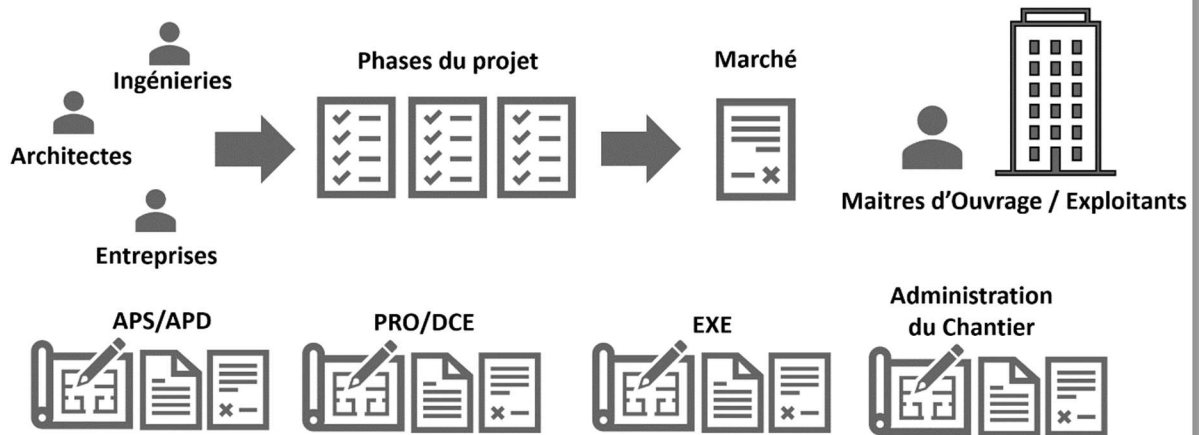 Ingénieries
Architectes
Entreprises
Phases du projet
Marché
Maitres d'Ouvrage / Exploitants
APS/APD
PRO/DCE
EXE
Administration
du Chantier